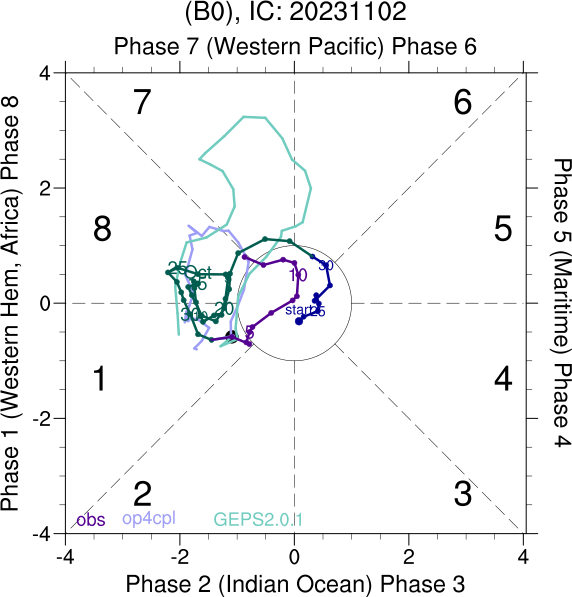 (B0), IC: 20231102
Phase 7 (Western Pacific) Phase 6
4
7
6
Phase 1 (Western Hem, Africa) Phase 8
Phase 5 (Maritime) Phase 4
2
8
5
25
Oct
30
10
5
0
start
25
30
20
5
-2
1
4
2
3
obs
op4cpl
GEPS2.0.1
-4
-4
-2
0
2
4
Phase 2 (Indian Ocean) Phase 3